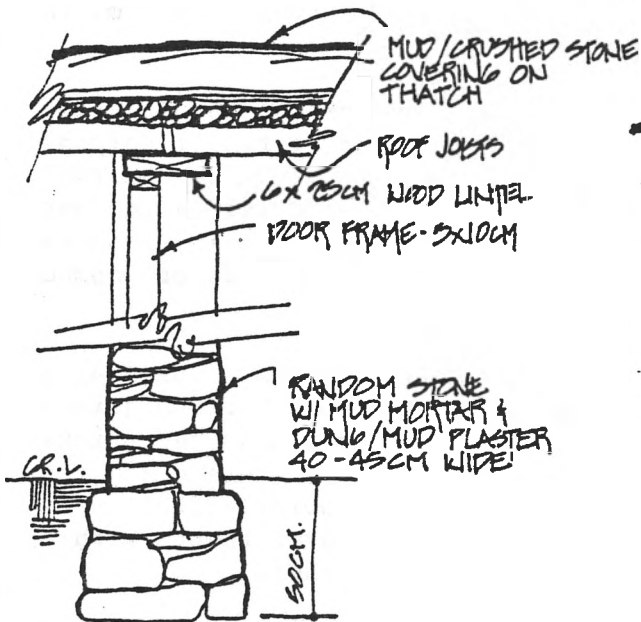 MUD/CRUSHED STONE
COVERING ON
THATCH
ROOF JOISTS
6x25CM WOOD LINTEL
DOOR FRAME - 5x10CM
RANDOM STONE
W/ MUD MORTAR &
DUNG/MUD PLASTER
40-45CM WIDE
GR. L.
50CM.